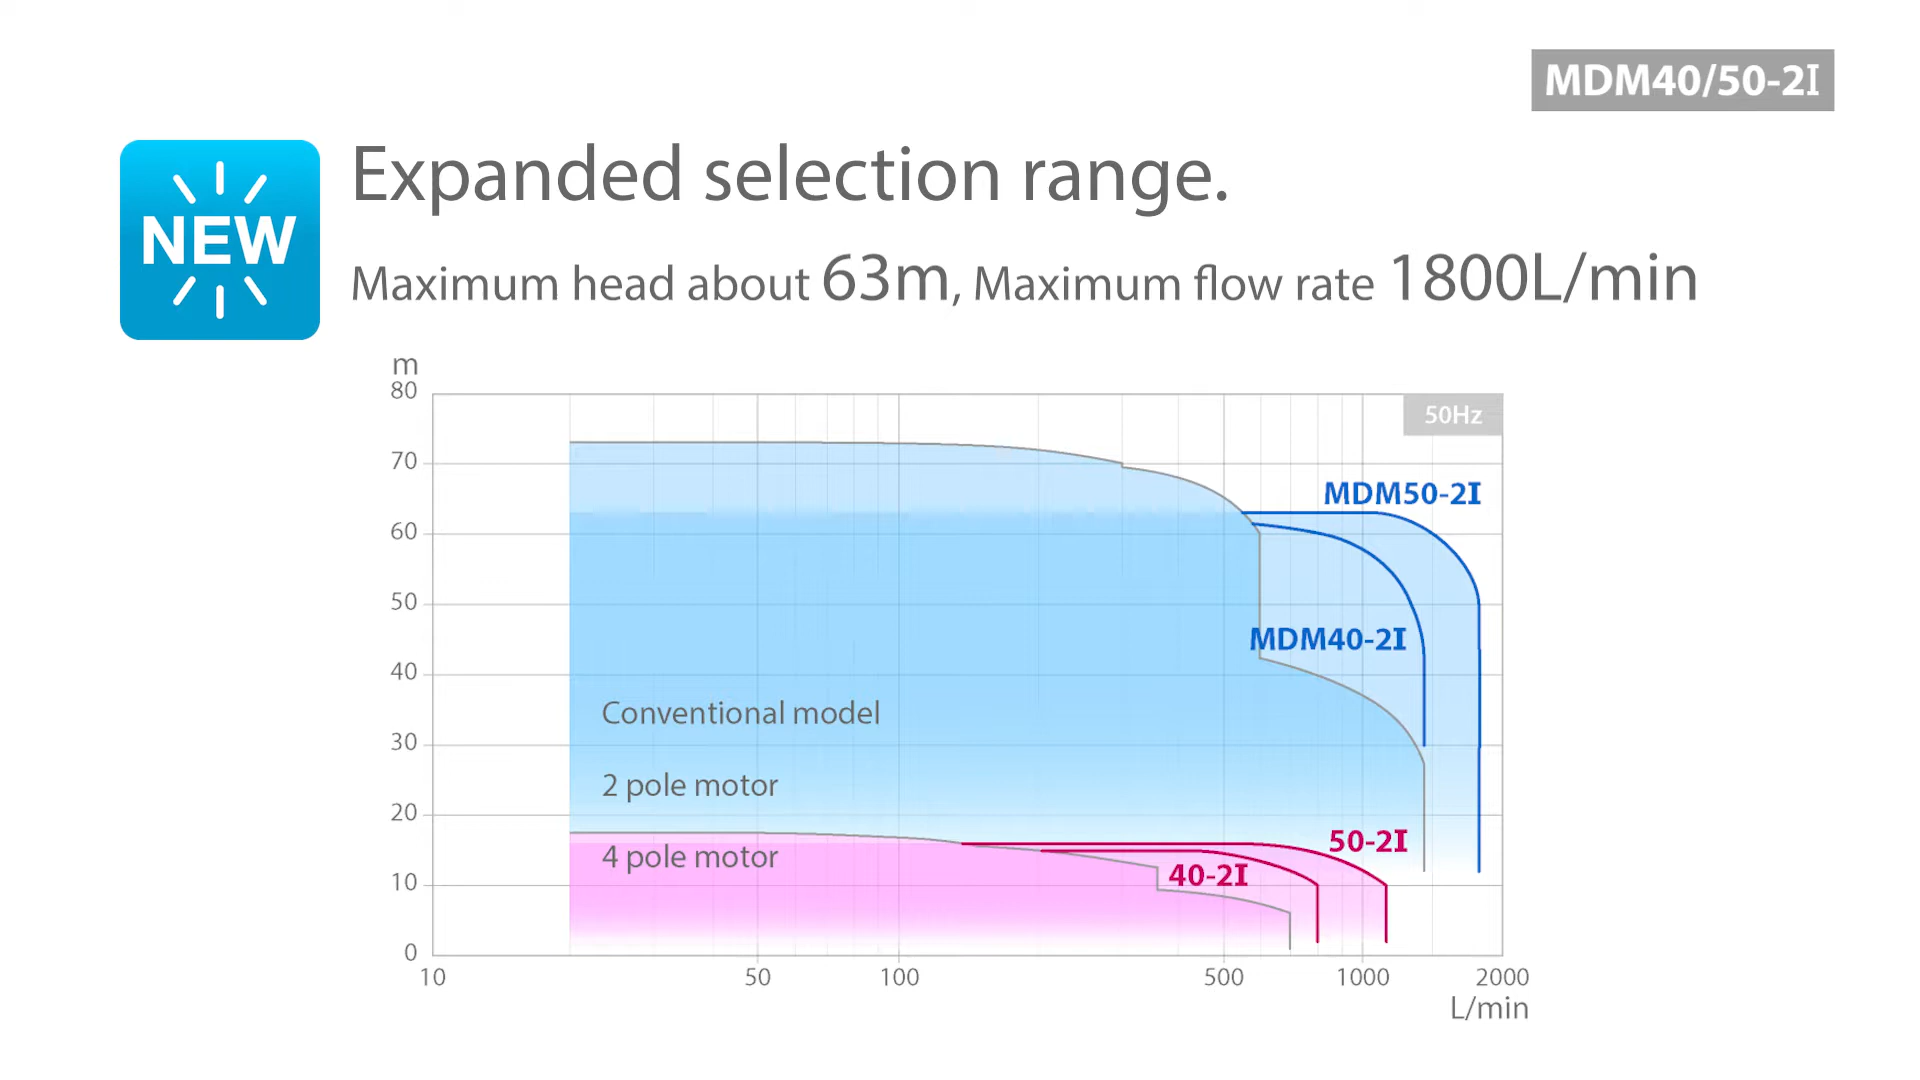 MDM40/50-2I
NEW
Expanded selection range.
Maximum head about 63m, Maximum flow rate 1800L/min
m
80
70
60
50
40
30
20
10
0
50Hz
MDM50-2I
MDM40-2I
Conventional model
2 pole motor
4 pole motor
50-2I
40-2I
10 50 100 500 1000 2000
L/min